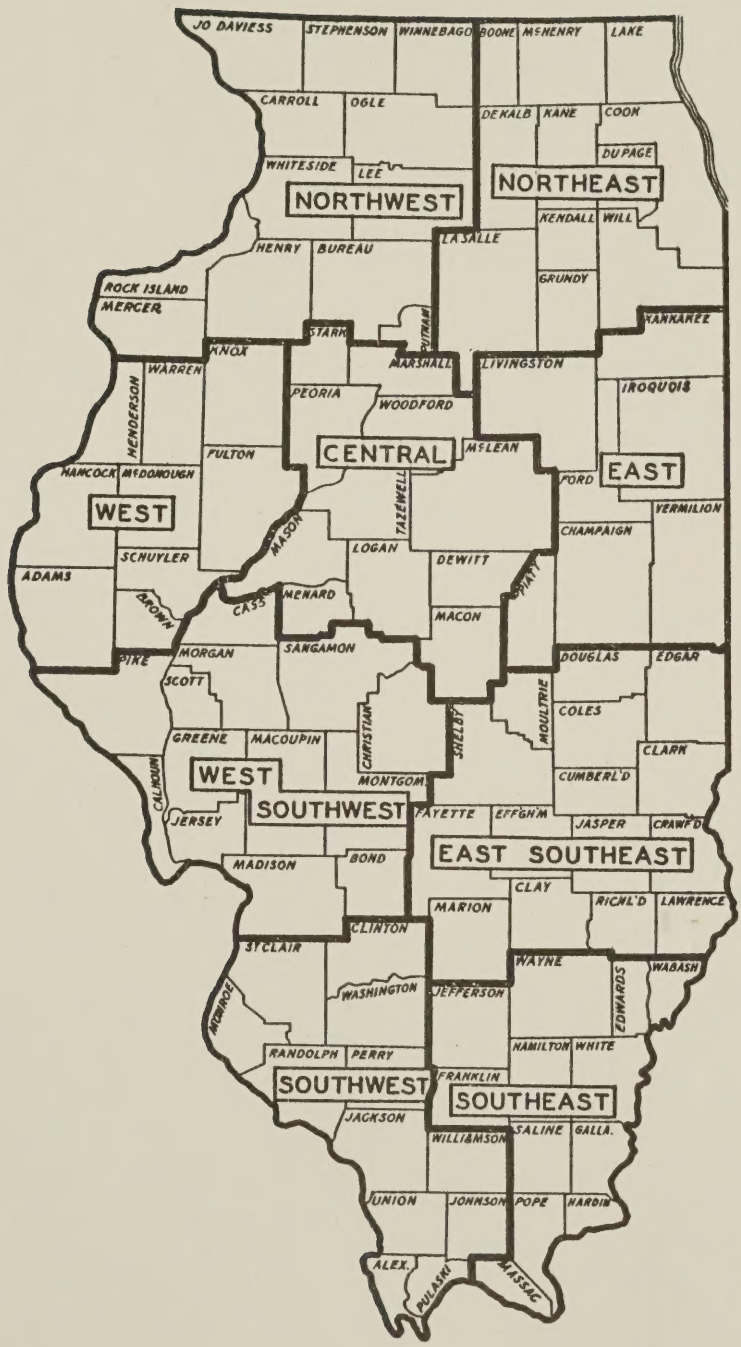 JO DAVIESS STEPHENSON WINNEBAGO BOONE McHENRY LAKE
CARROLL OGLE DEKALB KANE COOK
DU PAGE
WHITESIDE LEE
NORTHWEST NORTHEAST
KENDALL WILL
HENRY BUREAU LASALLE
GRUNDY
ROCK ISLAND
MERCER
STARK PUTNAM KANKAKEE
KNOX
WARREN MARSHALL LIVINGSTON
HENDERSON PEORIA WOODFORD IROQUOIS
FULTON CENTRAL McLEAN
HANCOCK McDONOUGH TAZEWELL FORD EAST
WEST MASON CHAMPAIGN VERMILION
SCHUYLER LOGAN DEWITT
ADAMS BROWN CASS MENARD PIATT
MACON
PIKE MORGAN SANGAMON DOUGLAS EDGAR
SCOTT CHRISTIAN SHELBY MOULTRIE COLES
GREENE MACOUPIN CLARK
CALHOUN WEST MONTGOM. CUMBERL'D
SOUTHWEST
JERSEY FAYETTE EFFGH'M JASPER CRAWF'D
MADISON BOND EAST SOUTHEAST
CLAY
MARION RICHL'D LAWRENCE
CLINTON
ST CLAIR WAYNE WABASH
MONROE WASHINGTON JEFFERSON EDWARDS
RANDOLPH PERRY HAMILTON WHITE
SOUTHWEST FRANKLIN SOUTHEAST
JACKSON WILLIAMSON SALINE GALLA.
UNION JOHNSON POPE HARDIN
ALEX. PULASKI MASSAC